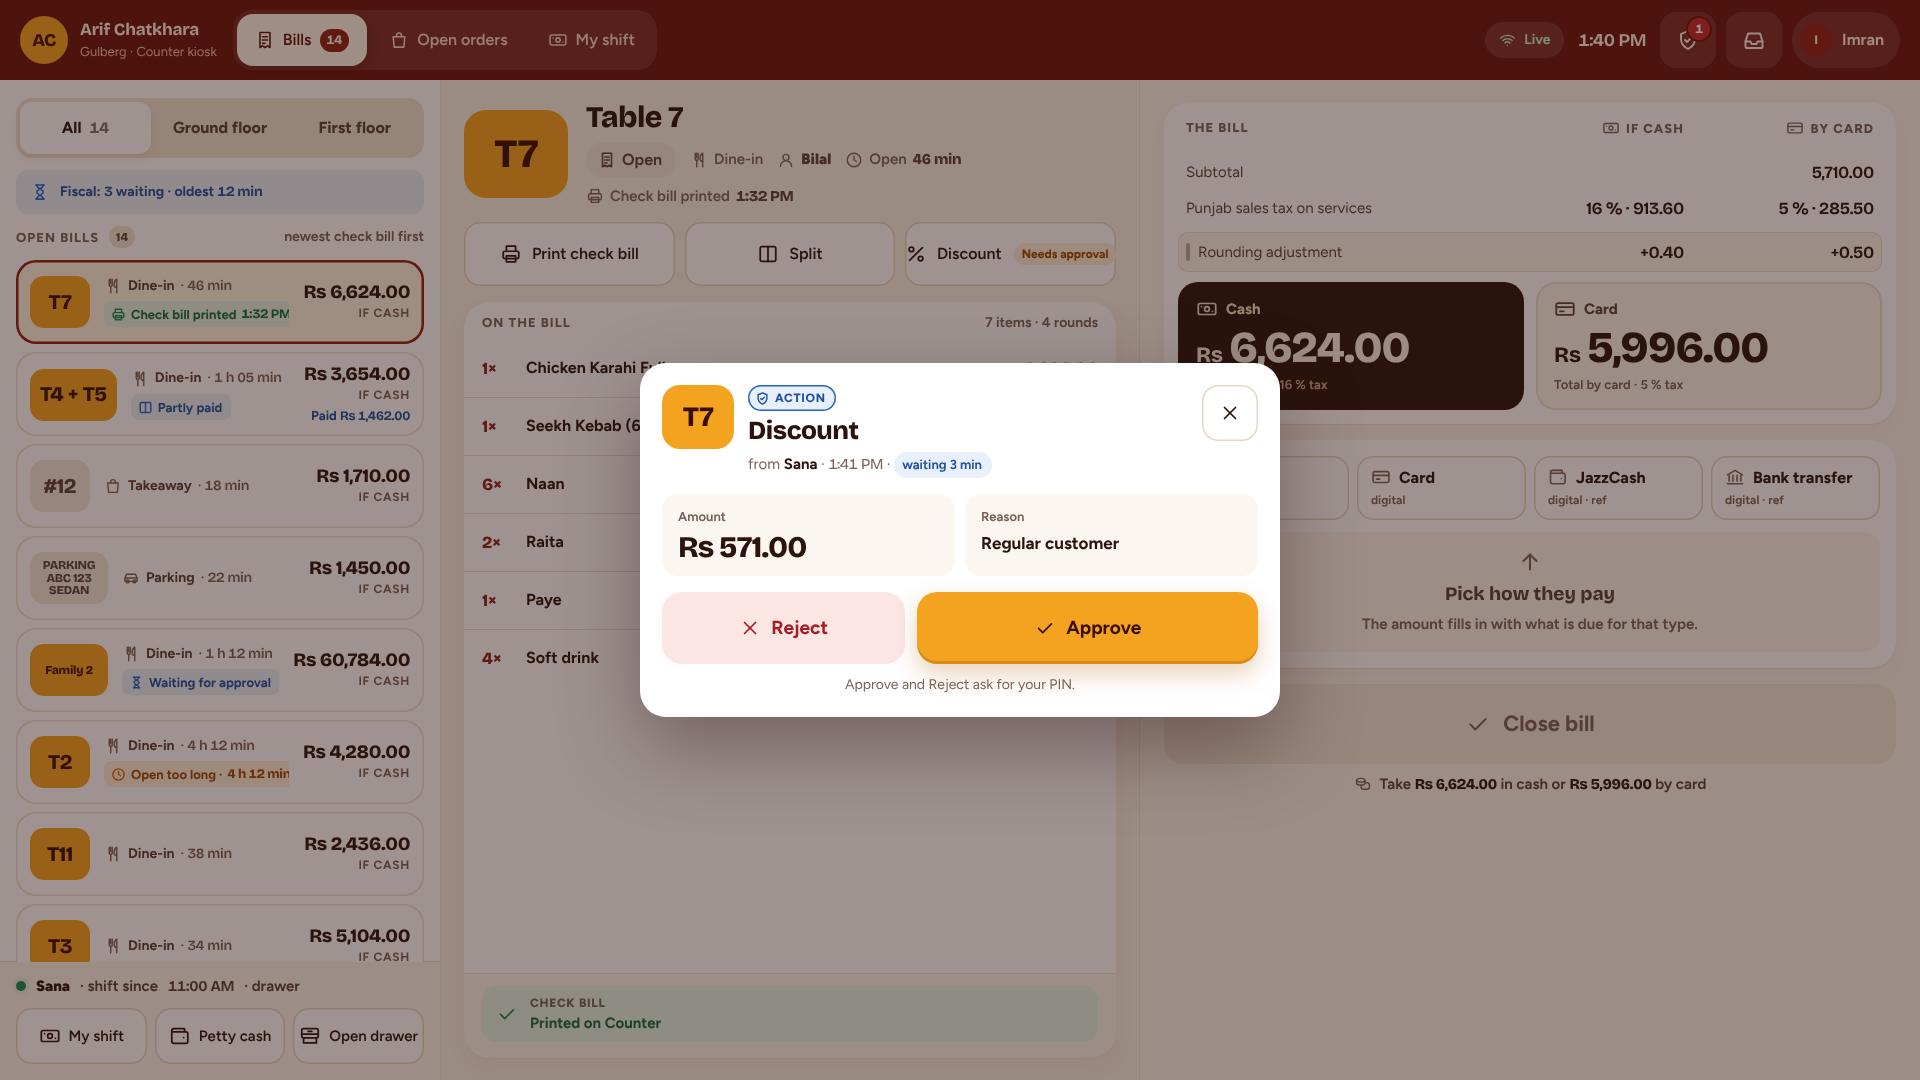 AC
Arif Chatkhara
Gulberg · Counter kiosk
Bills 14
Open orders
My shift
Live
1:40 PM
1
I
Imran
All 14
Ground floor
First floor
Fiscal: 3 waiting · oldest 12 min
OPEN BILLS 14
newest check bill first
T7
Dine-in · 46 min
Check bill printed 1:32 PM
Rs 6,624.00
IF CASH
T4 + T5
Dine-in · 1 h 05 min
Partly paid
Rs 3,654.00
IF CASH
Paid Rs 1,462.00
#12
Takeaway · 18 min
Rs 1,710.00
IF CASH
PARKING
ABC 123
SEDAN
Parking · 22 min
Rs 1,450.00
IF CASH
Family 2
Dine-in · 1 h 12 min
Waiting for approval
Rs 60,784.00
IF CASH
T2
Dine-in · 4 h 12 min
Open too long · 4 h 12 min
Rs 4,280.00
IF CASH
T11
Dine-in · 38 min
Rs 2,436.00
IF CASH
T3
Dine-in · 34 min
Rs 5,104.00
IF CASH
Sana · shift since 11:00 AM · drawer
My shift
Petty cash
Open drawer
T7
Table 7
Open
Dine-in
Bilal
Open 46 min
Check bill printed 1:32 PM
Print check bill
Split
Discount Needs approval
ON THE BILL
7 items · 4 rounds
1× Chicken Karahi
1× Seekh Kebab (6
6× Naan
2× Raita
1× Paye
4× Soft drink
CHECK BILL
Printed on Counter
THE BILL
IF CASH
BY CARD
Subtotal
5,710.00
Punjab sales tax on services
16 % · 913.60
5 % · 285.50
Rounding adjustment
+0.40
+0.50
Cash
Rs 6,624.00
16 % tax
Card
Rs 5,996.00
Total by card · 5 % tax
Card
digital
JazzCash
digital · ref
Bank transfer
digital · ref
Pick how they pay
The amount fills in with what is due for that type.
Close bill
Take Rs 6,624.00 in cash or Rs 5,996.00 by card
T7
ACTION
Discount
from Sana · 1:41 PM · waiting 3 min
Amount
Rs 571.00
Reason
Regular customer
Reject
Approve
Approve and Reject ask for your PIN.